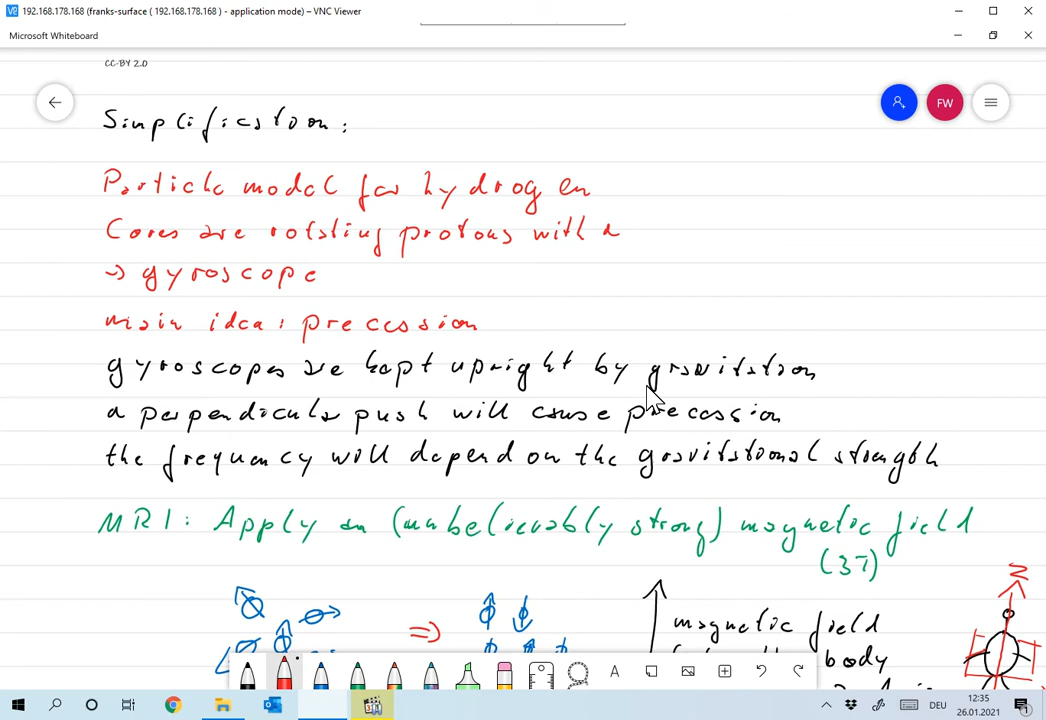 192.168.178.168 (franks-surface ( 192.168.178.168 ) - application mode) – VNC Viewer
Microsoft Whiteboard
CC-BY 2.0
FW
Simplification:
Particle model for hydrogen
Cores are rotating protons with a
→ gyroscope
main idea: precession
gyroscopes are kept upright by gravitation
a perpendicular push will cause precession
the frequency will depend on the gravitational strength
MRI: Apply an (unbelievably strong) magnetic field
(3T)
N
⇒
magnetic field
body
A
DEU
12:35
26.01.2021
1